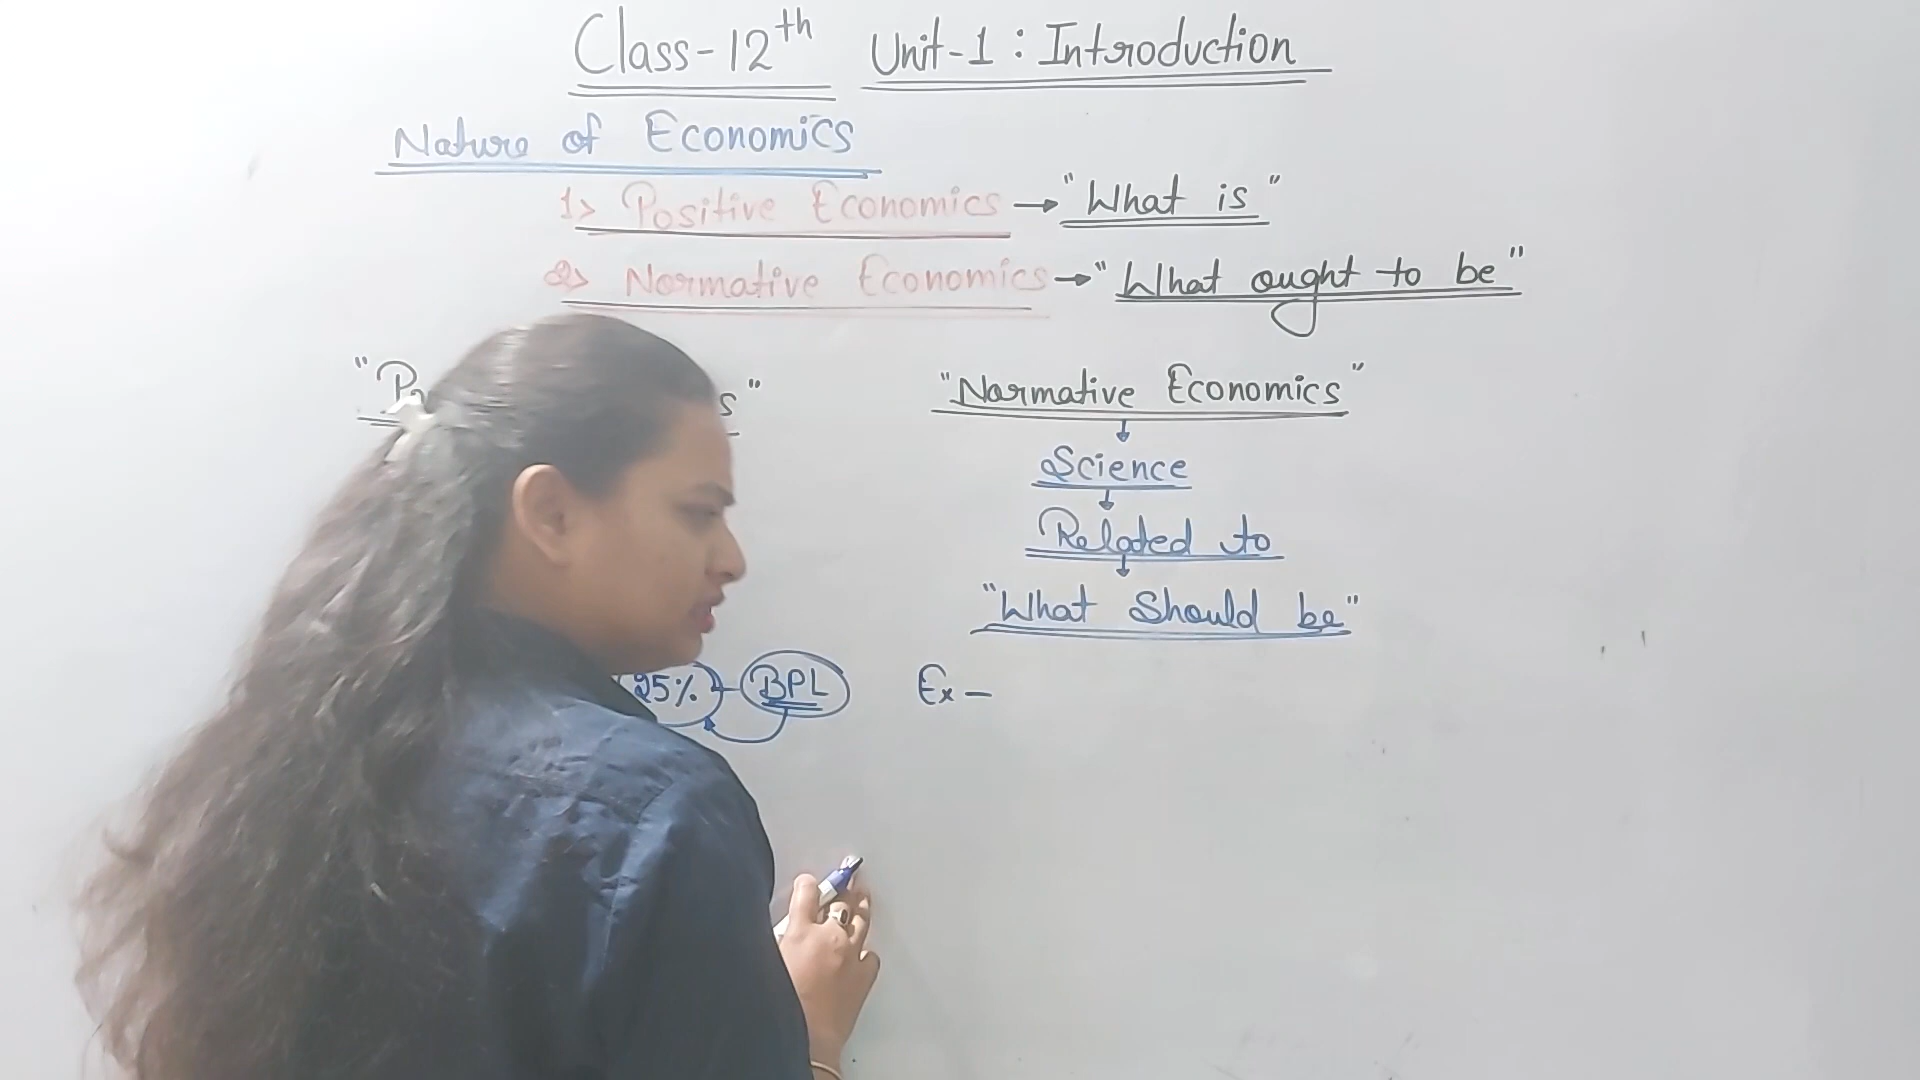 Class-12th Unit-1 : Introduction
Nature of Economics
1> Positive Economics → "What is"
2> Normative Economics → "What ought to be"
"Normative Economics"
↓
Science
↓
Related to
↓
"What Should be"
25% - BPL
Ex -